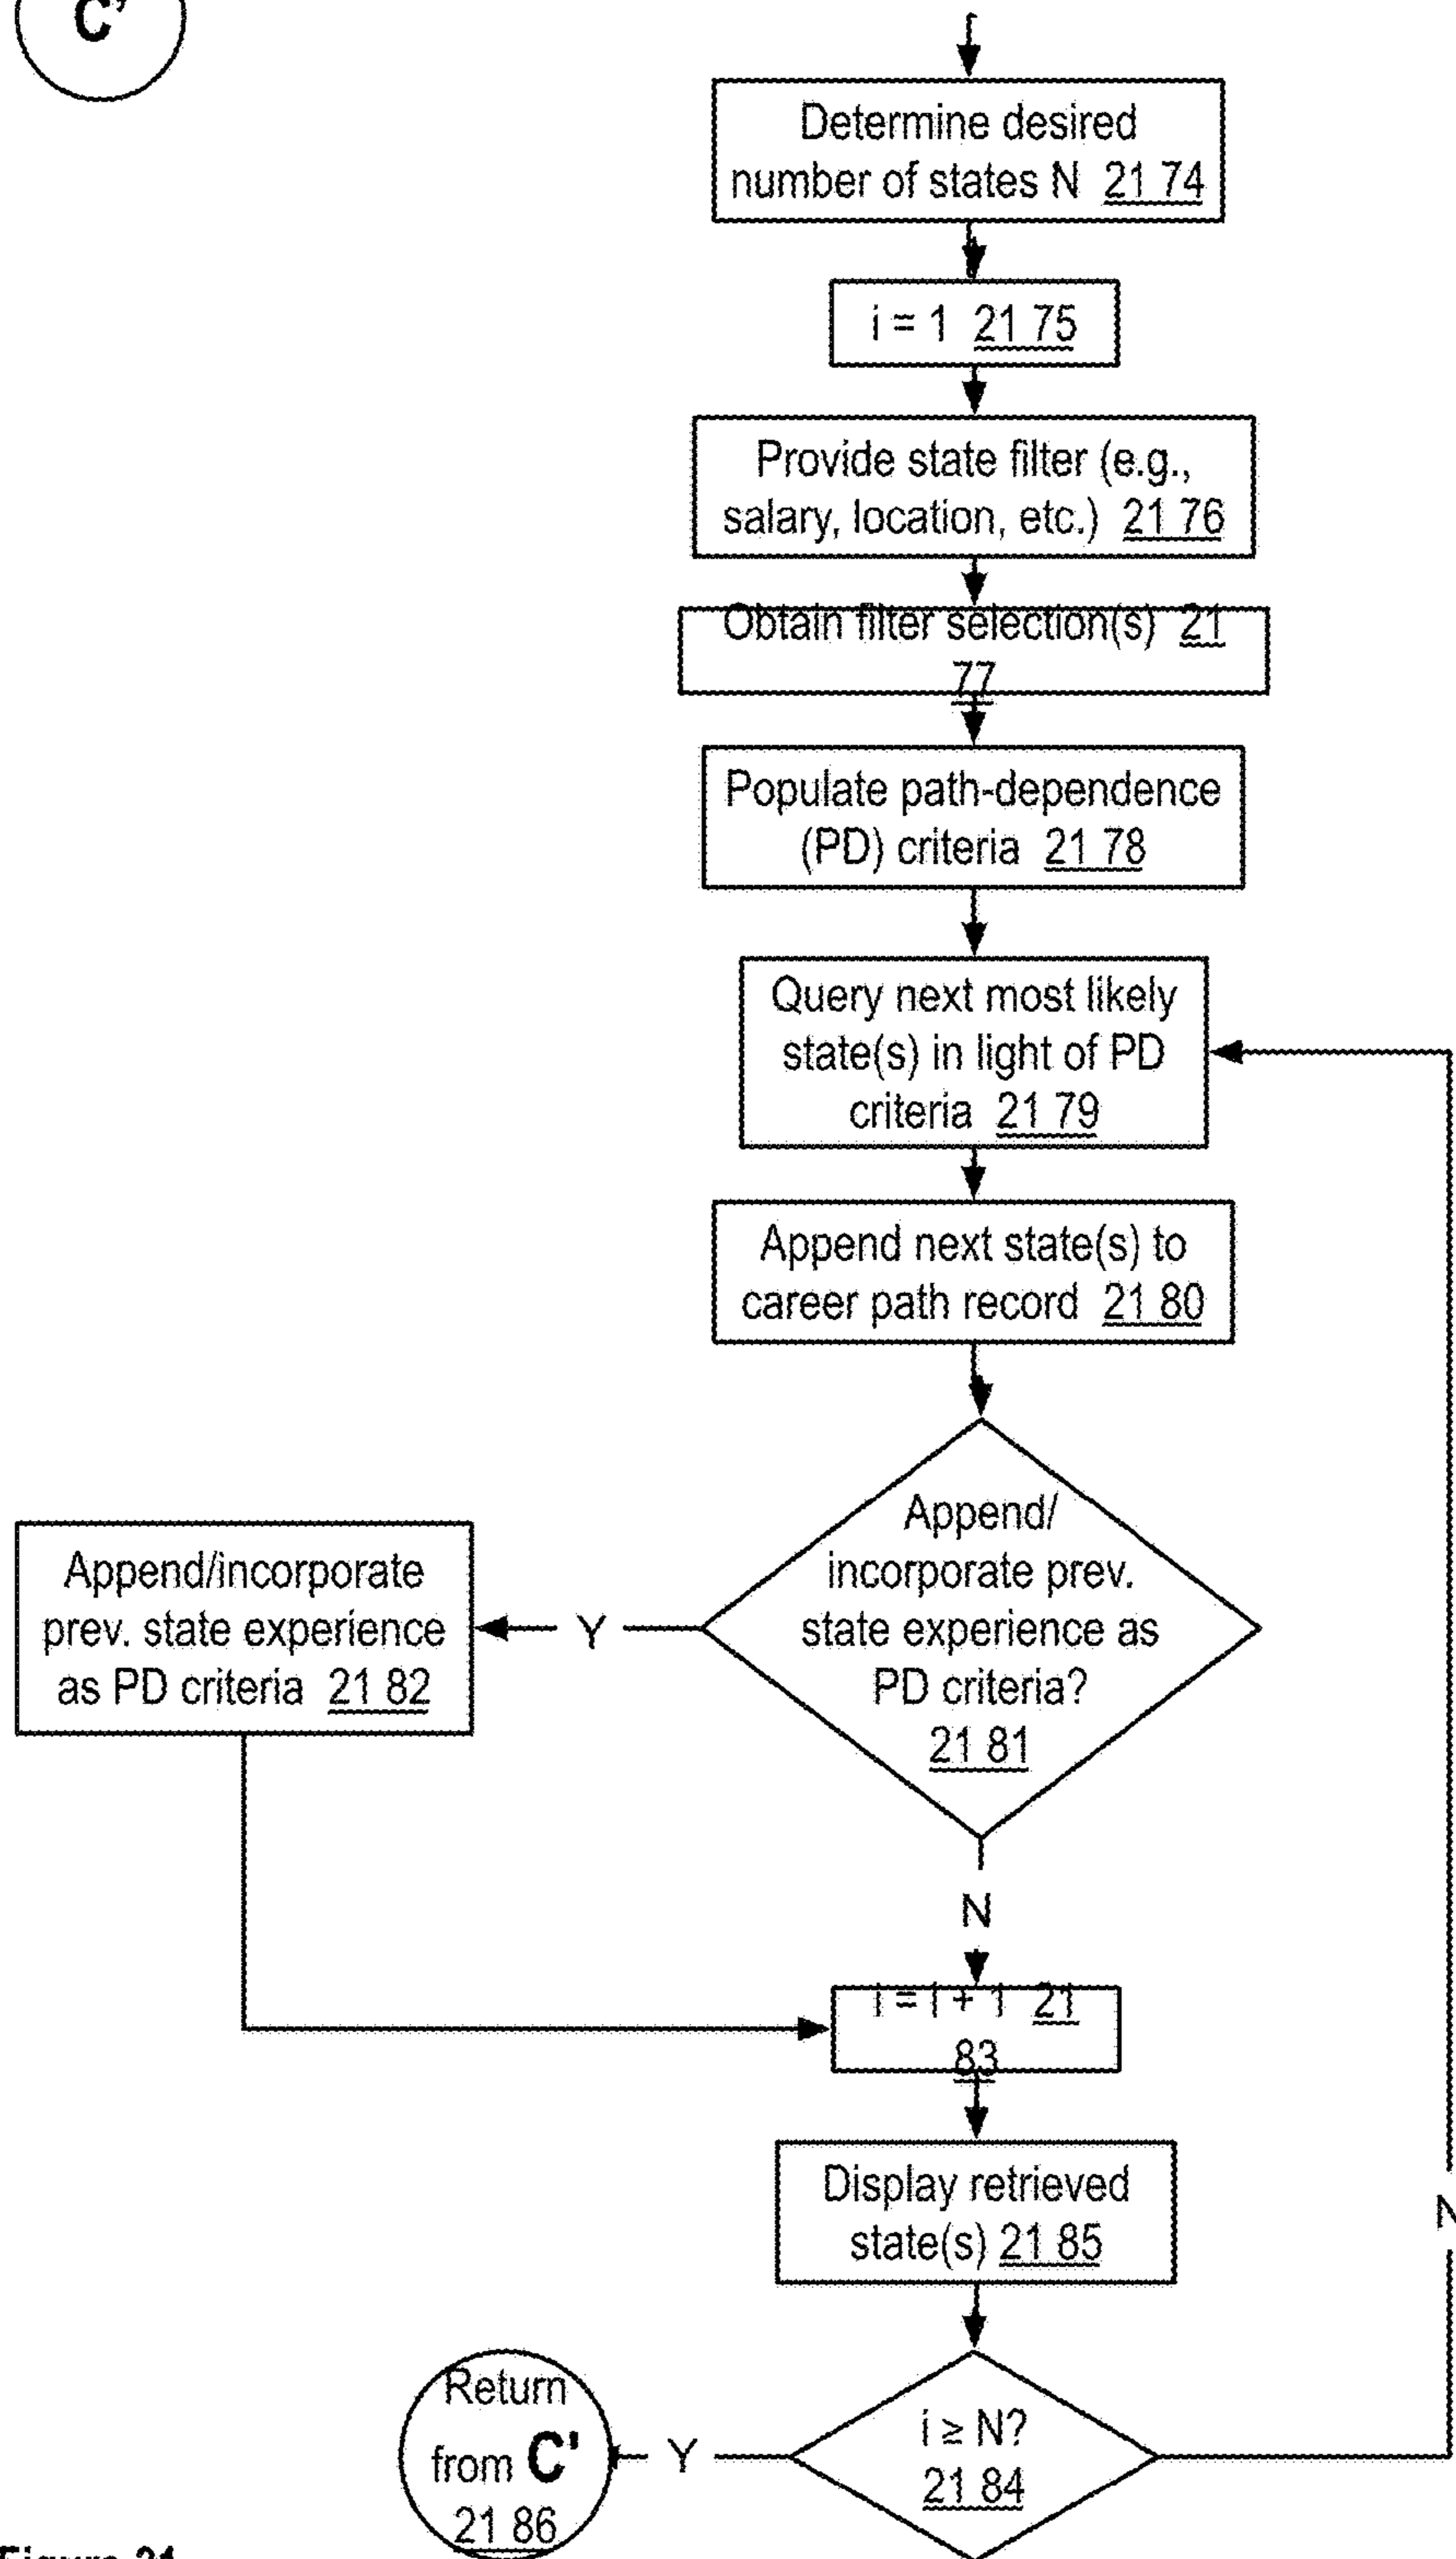 C'
Determine desired
number of states N 21 74
i = 1 21 75
Provide state filter (e.g.,
salary, location, etc.) 21 76
Obtain filter selection(s) 21
77
Populate path-dependence
(PD) criteria 21 78
Query next most likely
state(s) in light of PD
criteria 21 79
Append next state(s) to
career path record 21 80
Append/
incorporate prev.
state experience as
PD criteria?
21 81
Y
Append/incorporate
prev. state experience
as PD criteria 21 82
N
i = i + 1 21
83
Display retrieved
state(s) 21 85
N
i ≥ N?
21 84
Y
Return
from C'
21 86
Figure 21